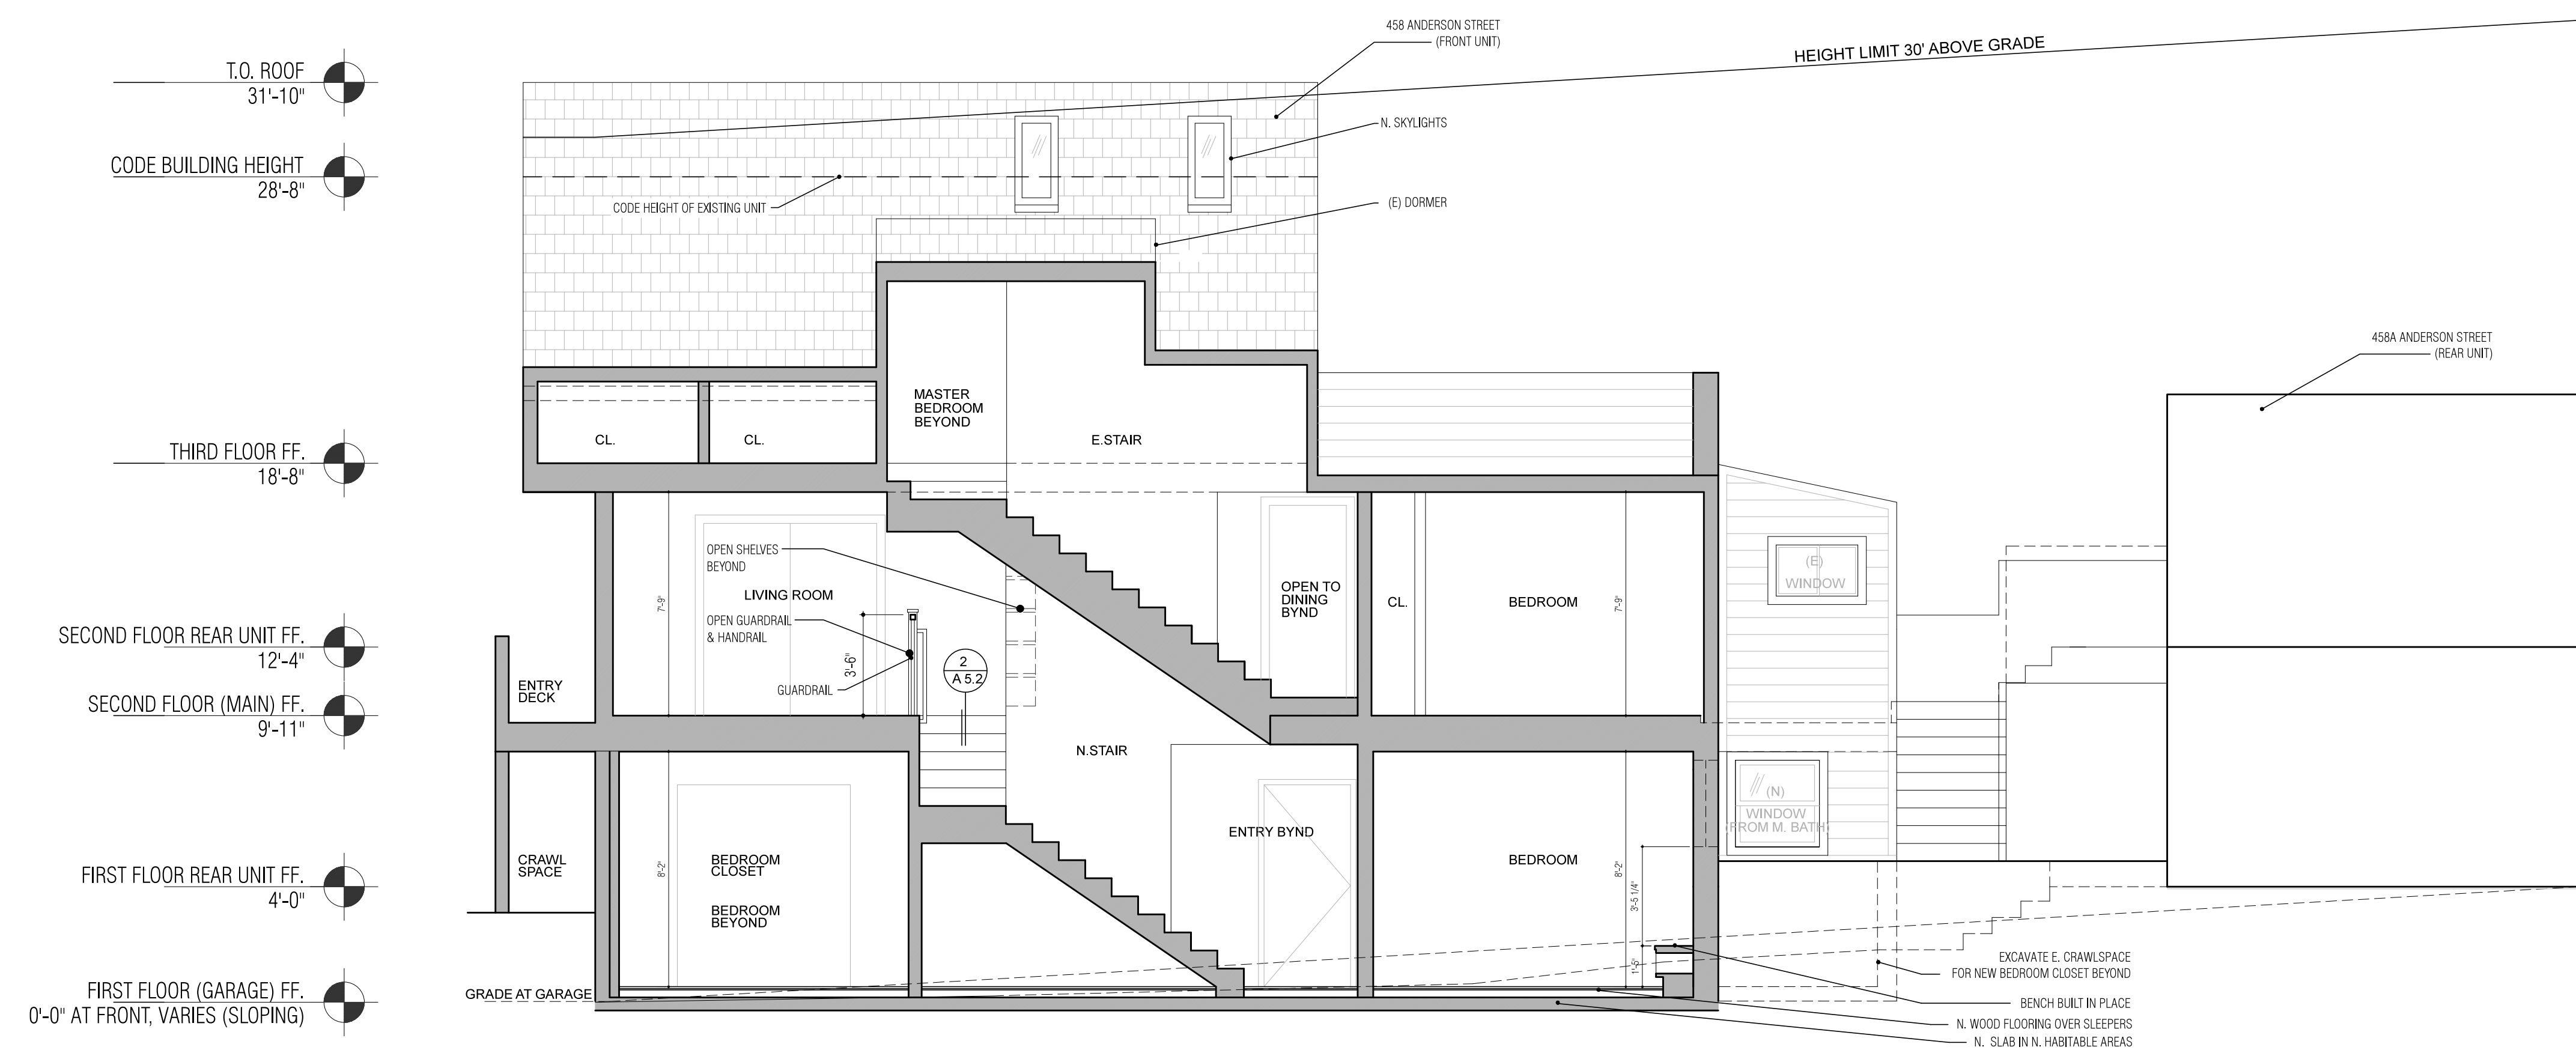 458 ANDERSON STREET
(FRONT UNIT)
HEIGHT LIMIT 30' ABOVE GRADE
T.O. ROOF
31'-10"
N. SKYLIGHTS
CODE BUILDING HEIGHT
28'-8"
CODE HEIGHT OF EXISTING UNIT
(E) DORMER
458A ANDERSON STREET
(REAR UNIT)
MASTER
BEDROOM
BEYOND
CL.
CL.
E.STAIR
THIRD FLOOR FF.
18'-8"
OPEN SHELVES
BEYOND
LIVING ROOM
7'-9"
OPEN GUARDRAIL
& HANDRAIL
3'-6"
GUARDRAIL
2
A 5.2
OPEN TO
DINING
BYND
CL.
BEDROOM
7'-9"
(E)
WINDOW
SECOND FLOOR REAR UNIT FF.
12'-4"
ENTRY
DECK
SECOND FLOOR (MAIN) FF.
9'-11"
N.STAIR
(N)
WINDOW
(FROM M. BATH)
ENTRY BYND
CRAWL
SPACE
8'-2"
BEDROOM
CLOSET
BEDROOM
BEYOND
BEDROOM
8'-2"
3'-5 1/4"
1'-5"
FIRST FLOOR REAR UNIT FF.
4'-0"
EXCAVATE E. CRAWLSPACE
FOR NEW BEDROOM CLOSET BEYOND
GRADE AT GARAGE
FIRST FLOOR (GARAGE) FF.
0'-0" AT FRONT, VARIES (SLOPING)
BENCH BUILT IN PLACE
N. WOOD FLOORING OVER SLEEPERS
N. SLAB IN N. HABITABLE AREAS